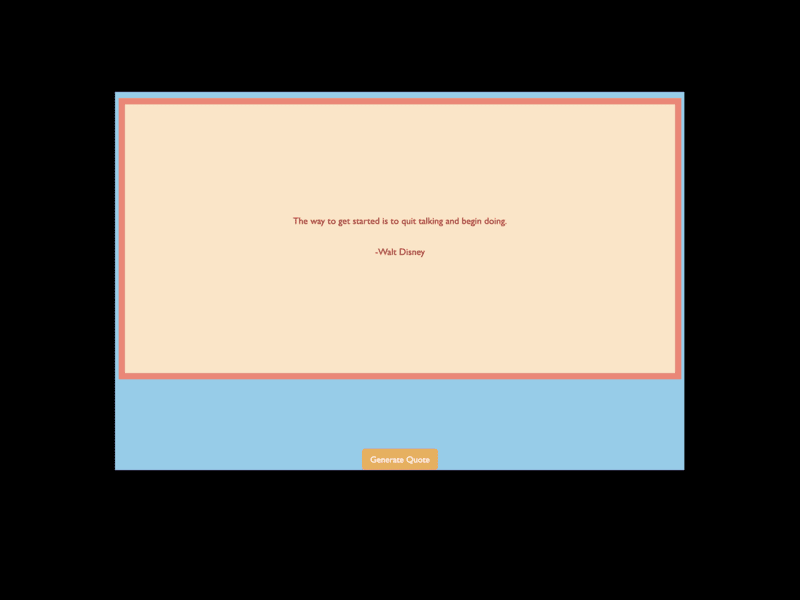 The way to get started is to quit talking and begin doing.
-Walt Disney
Generate Quote